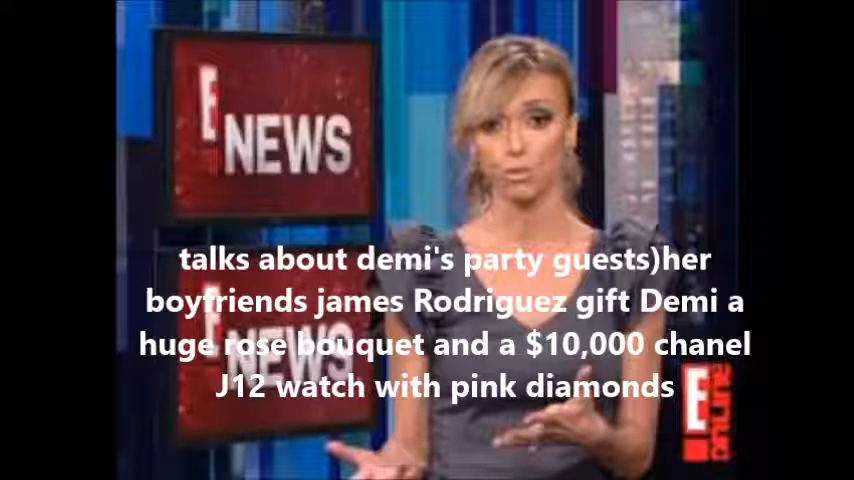 E!
NEWS
talks about demi's party guests)her
boyfriends james Rodriguez gift Demi a
huge rose bouquet and a $10,000 chanel
J12 watch with pink diamonds
E!
NEWS
E!